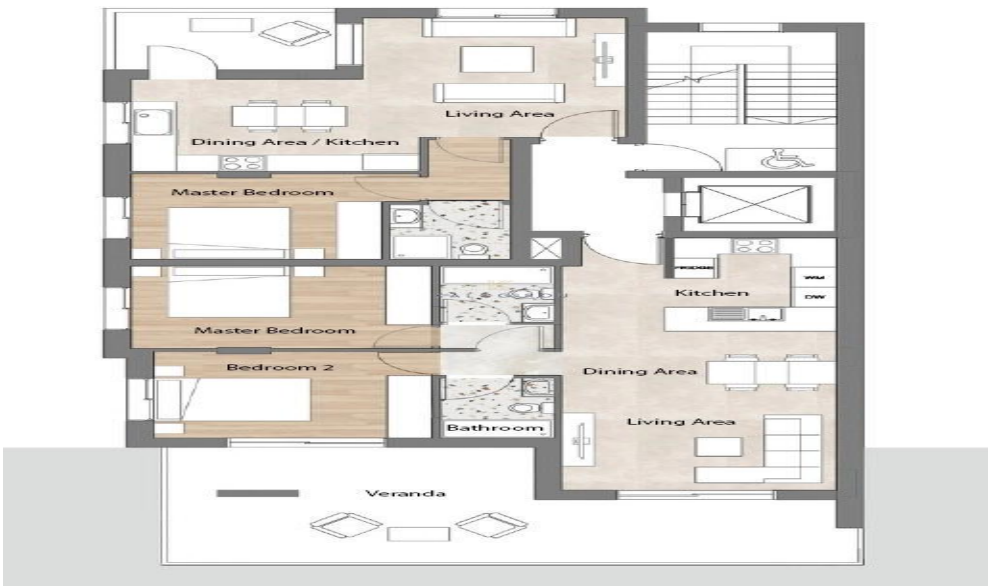 Living Area
Dining Area / Kitchen
Master Bedroom
FRIDGE
WM
Kitchen
DW
Master Bedroom
Bedroom 2
Dining Area
Living Area
Bathroom
Veranda